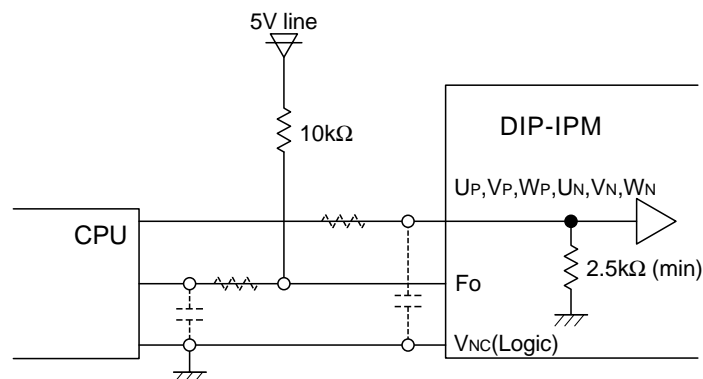 5V line
10kΩ
DIP-IPM
UP,VP,WP,UN,VN,WN
CPU
2.5kΩ (min)
Fo
VNC(Logic)